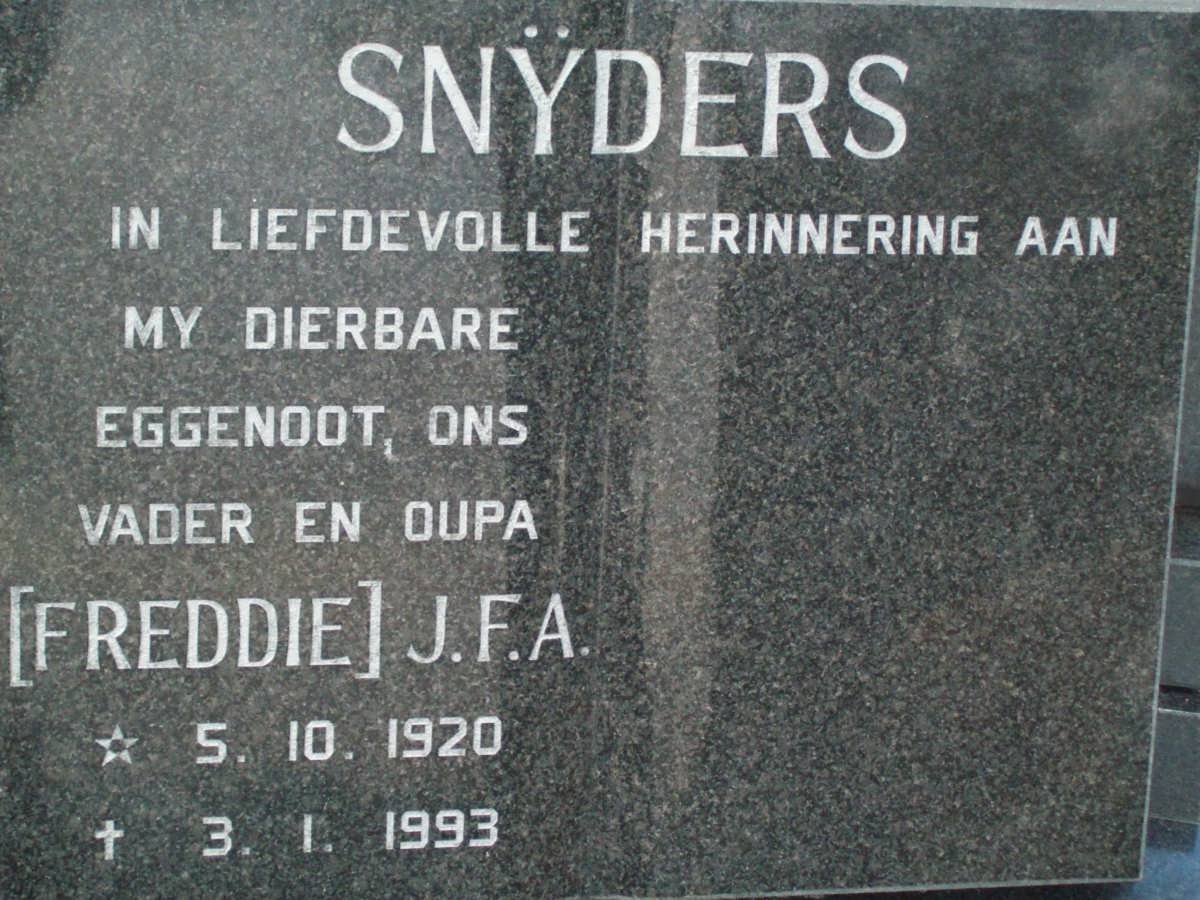 SNŸDERS
IN LIEFDEVOLLE HERINNERING AAN
MY DIERBARE
EGGENOOT, ONS
VADER EN OUPA
[FREDDIE] J.F.A.
☆ 5. 10. 1920
✝ 3. 1. 1993